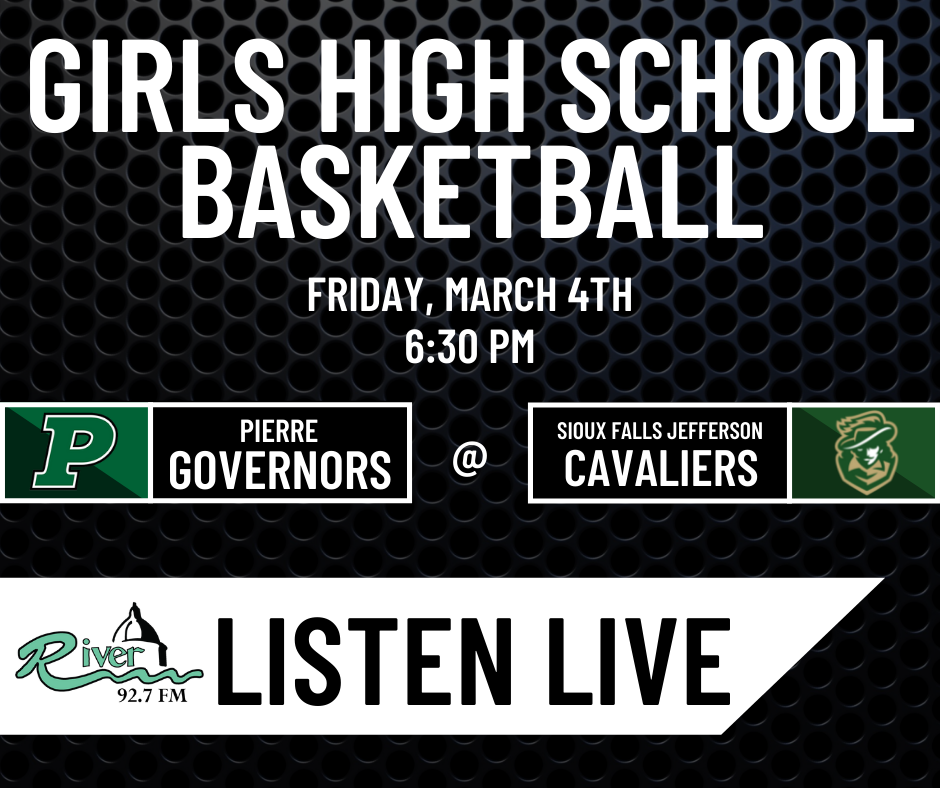 GIRLS HIGH SCHOOL
BASKETBALL
FRIDAY, MARCH 4TH
6:30 PM
P
PIERRE
GOVERNORS
@
SIOUX FALLS JEFFERSON
CAVALIERS
River
92.7 FM
LISTEN LIVE